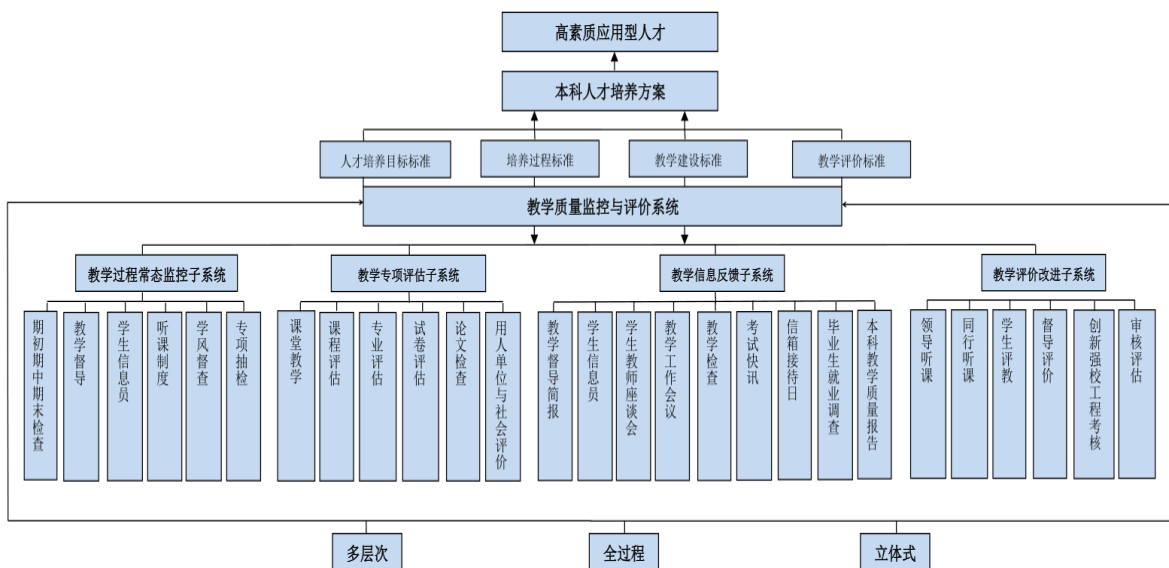 高素质应用型人才
本科人才培养方案
人才培养目标标准
培养过程标准
教学建设标准
教学评价标准
教学质量监控与评价系统
教学过程常态监控子系统
教学专项评估子系统
教学信息反馈子系统
教学评价改进子系统
期初期中期末检查
教学督导
学生信息员
听课制度
学风督查
专项抽检
课堂教学
课程评估
专业评估
试卷评估
论文检查
用人单位与社会评价
教学督导简报
学生信息员
学生教师座谈会
教学工作会议
教学检查
考试快讯
信箱接待日
毕业生就业调查
本科教学质量报告
领导听课
同行听课
学生评教
督导评价
创新强校工程考核
审核评估
多层次
全过程
立体式